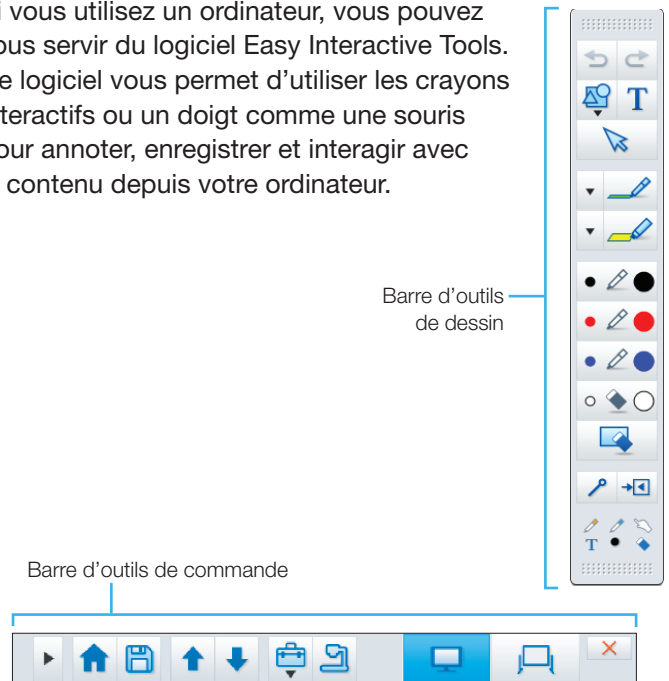 i vous utilisez un ordinateur, vous pouvez
ous servir du logiciel Easy Interactive Tools.
e logiciel vous permet d’utiliser les crayons
nteractifs ou un doigt comme une souris
our annoter, enregistrer et interagir avec
contenu depuis votre ordinateur.
T
Barre d’outils
de dessin
T
Barre d’outils de commande